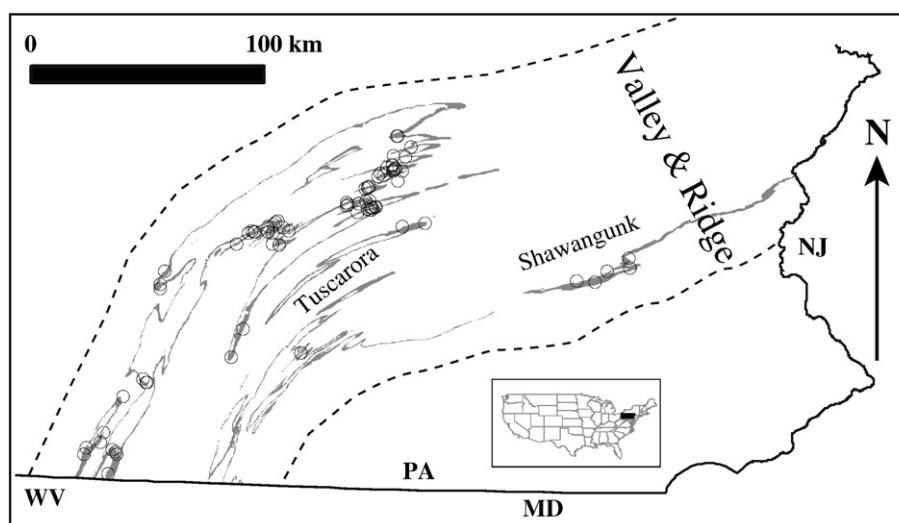 0 100 km
Valley & Ridge
N
Shawangunk
NJ
Tuscarora
PA
WV
MD